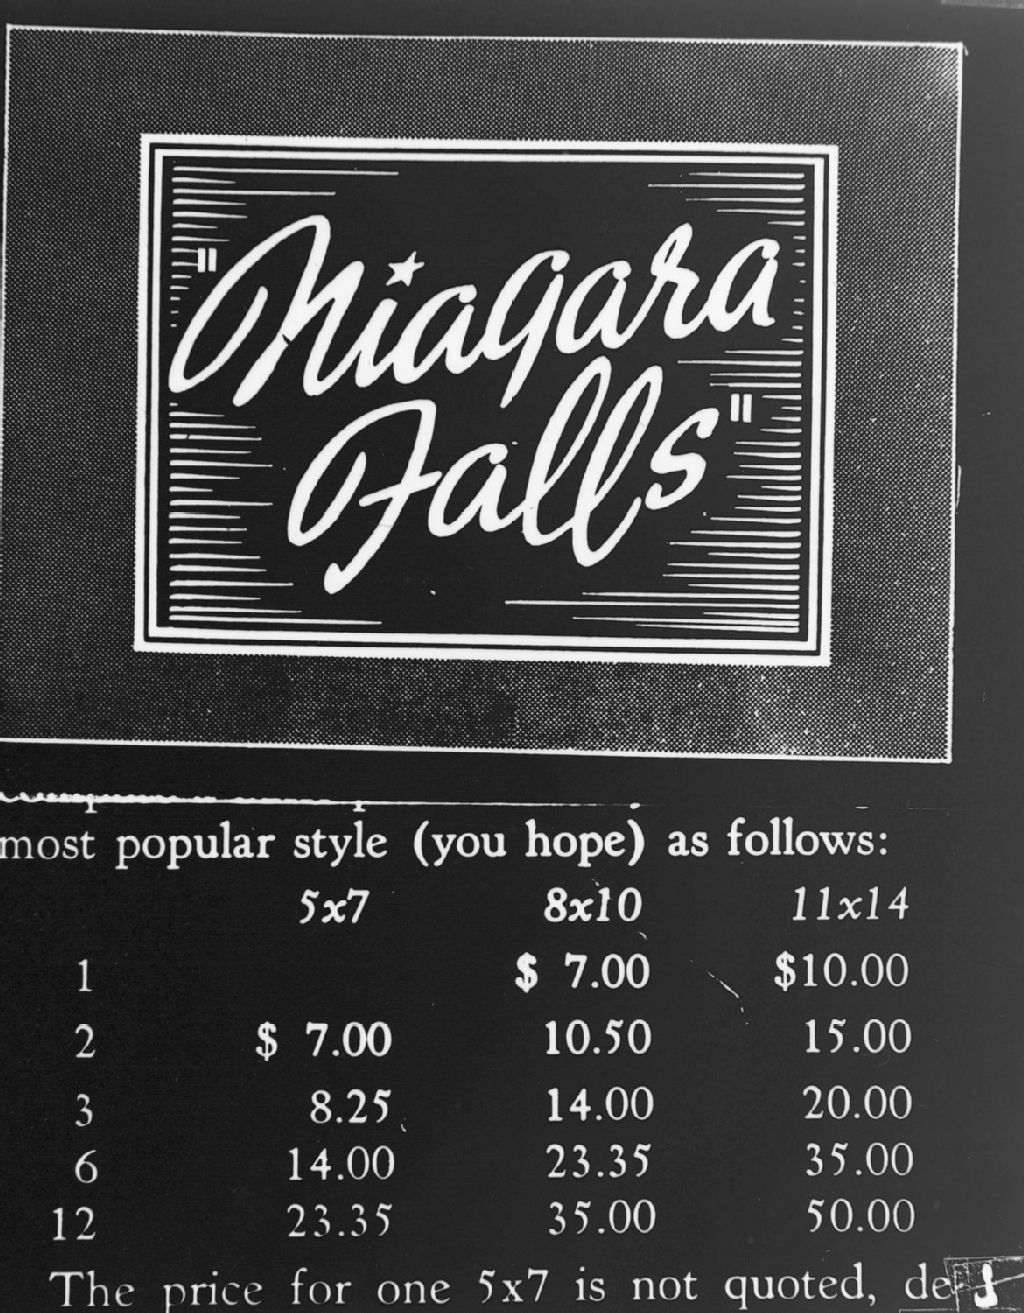 "Niagara
Falls"
most popular style (you hope) as follows:
5x7 8x10 11x14
1 $ 7.00 $10.00
2 $ 7.00 10.50 15.00
3 8.25 14.00 20.00
6 14.00 23.35 35.00
12 23.35 35.00 50.00
The price for one 5x7 is not quoted,